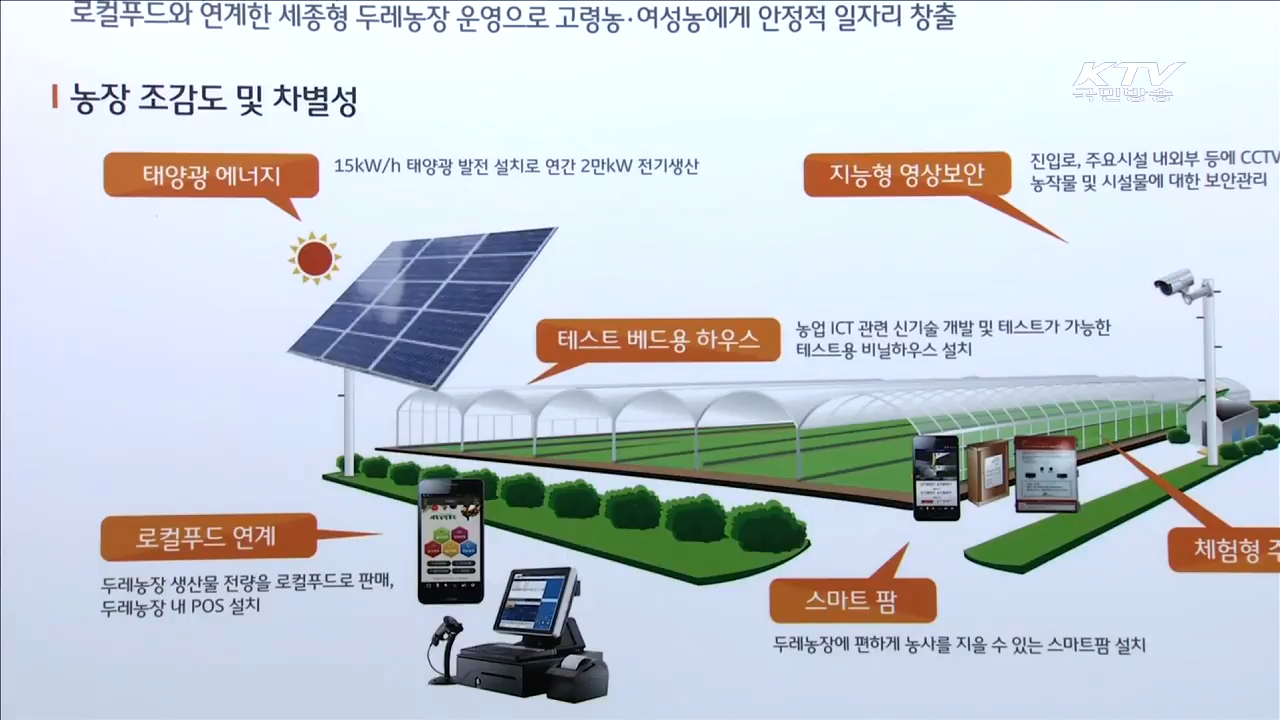 로컬푸드와 연계한 세종형 두레농장 운영으로 고령농·여성농에게 안정적 일자리 창출
KTV
국민방송
농장 조감도 및 차별성
태양광 에너지
15kW/h 태양광 발전 설치로 연간 2만kW 전기생산
지능형 영상보안
진입로, 주요시설 내외부 등에 CCTV
농작물 및 시설물에 대한 보안관리
테스트 베드용 하우스
농업 ICT 관련 신기술 개발 및 테스트가 가능한
테스트용 비닐하우스 설치
로컬푸드 연계
두레농장 생산물 전량을 로컬푸드로 판매,
두레농장 내 POS 설치
체험형 주
스마트 팜
두레농장에 편하게 농사를 지을 수 있는 스마트팜 설치